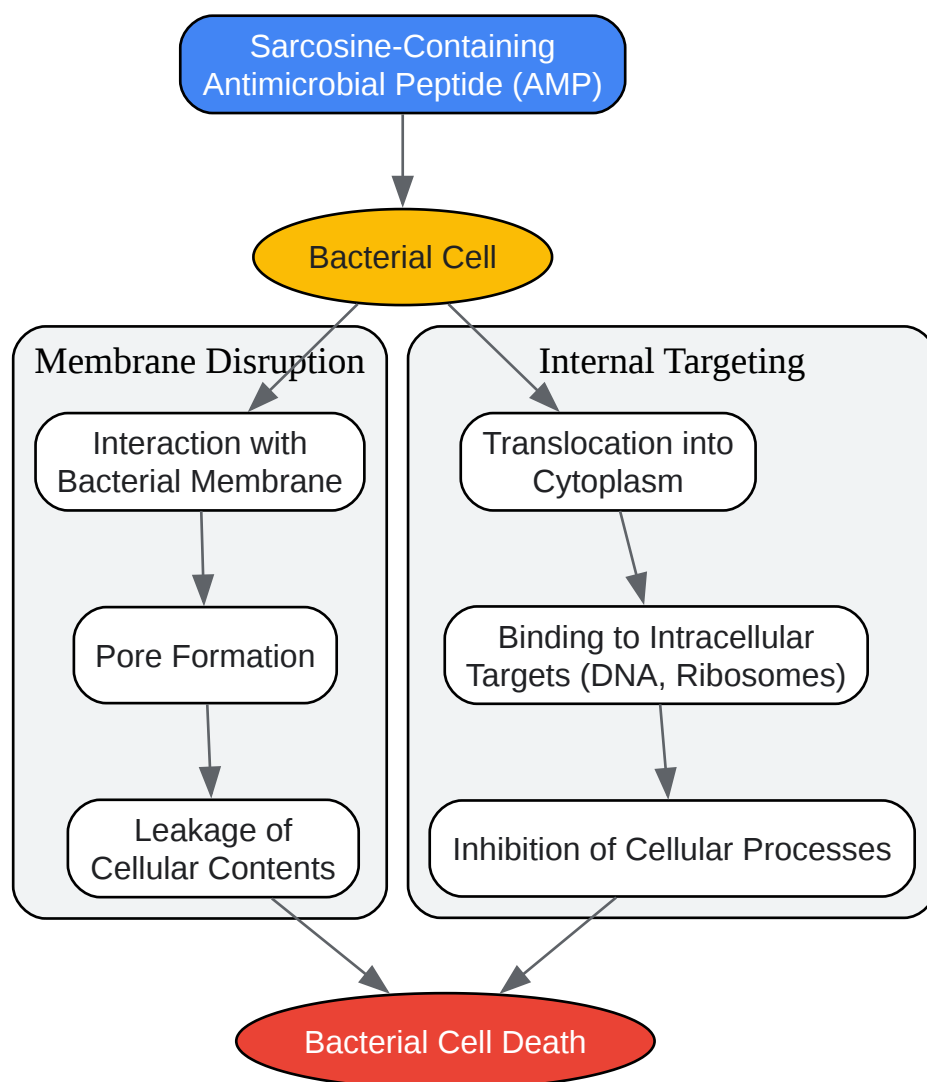 Sarcosine-Containing
Antimicrobial Peptide (AMP)
Bacterial Cell
Membrane Disruption
Interaction with
Bacterial Membrane
Pore Formation
Leakage of
Cellular Contents
Internal Targeting
Translocation into
Cytoplasm
Binding to Intracellular
Targets (DNA, Ribosomes)
Inhibition of Cellular Processes
Bacterial Cell Death